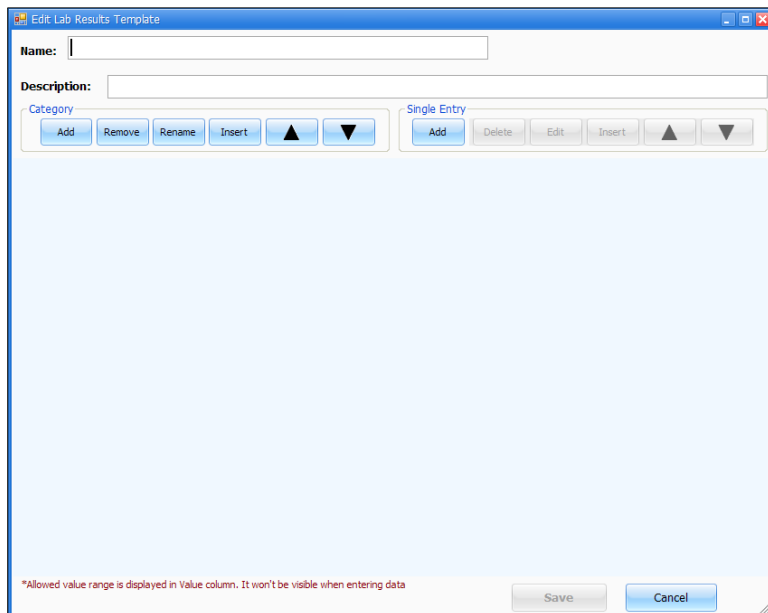 Edit Lab Results Template
Name:
Description:
Category
Single Entry
Add Remove Rename Insert ▲ ▼
Add Delete Edit Insert ▲ ▼
*Allowed value range is displayed in Value column. It won't be visible when entering data
Save Cancel